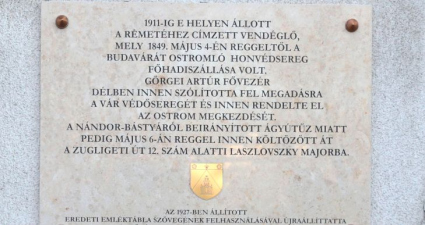 1911-IG E HELYEN ÁLLOTT
A REMETÉHEZ CÍMZETT VENDÉGLŐ,
MELY 1849. MÁJUS 4-ÉN REGGELTŐL A
BUDAVÁRÁT OSTROMLÓ HONVÉDSEREG
FŐHADISZÁLLÁSA VOLT.
GÖRGEI ARTÚR FŐVEZÉR
DÉLBEN INNEN SZÓLÍTOTTA FEL MEGADÁSRA
A VÁR VÉDŐSEREGÉT ÉS INNEN RENDELTE EL
AZ OSTROM MEGKEZDÉSÉT.
A NÁNDOR-BÁSTYÁRÓL BEIRÁNYÍTOTT ÁGYÚTŰZ MIATT
PEDIG MÁJUS 6-ÁN REGGEL INNEN KÖLTÖZÖTT ÁT
A ZUGLIGETI ÚT 12. SZÁM ALATTI LASZLOVSZKY MAJORBA.
AZ 1927-BEN ÁLLÍTOTT
EREDETI EMLÉKTÁBLA SZÖVEGÉNEK FELHASZNÁLÁSÁVAL ÚJRAÁLLÍTTATTA